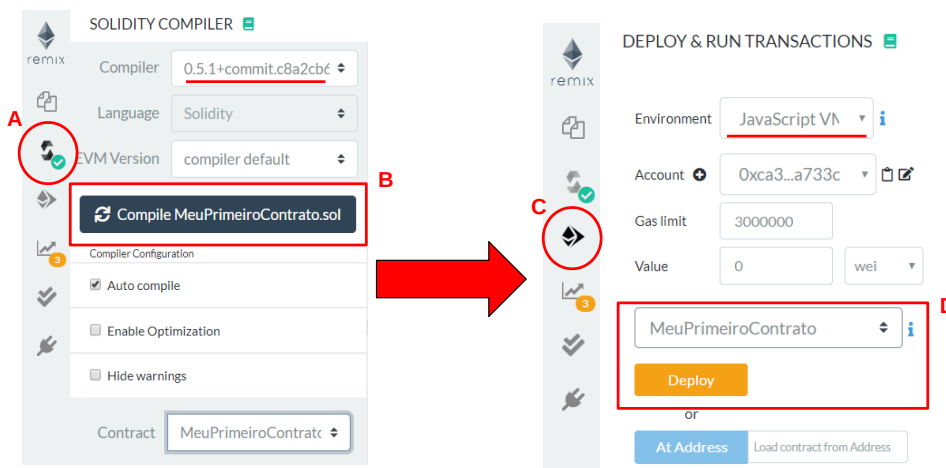 SOLIDITY COMPILER
remix
Compiler
0.5.1+commit.c8a2cb6
A
Language
Solidity
EVM Version
compiler default
B
Compile MeuPrimeiroContrato.sol
3
Compiler Configuration
Auto compile
Enable Optimization
Hide warnings
Contract
MeuPrimeiroContratc
DEPLOY & RUN TRANSACTIONS
remix
Environment
JavaScript VN
i
Account
0xca3...a733c
C
Gas limit
3000000
Value
0
wei
3
D
MeuPrimeiroContrato
i
Deploy
or
At Address
Load contract from Address